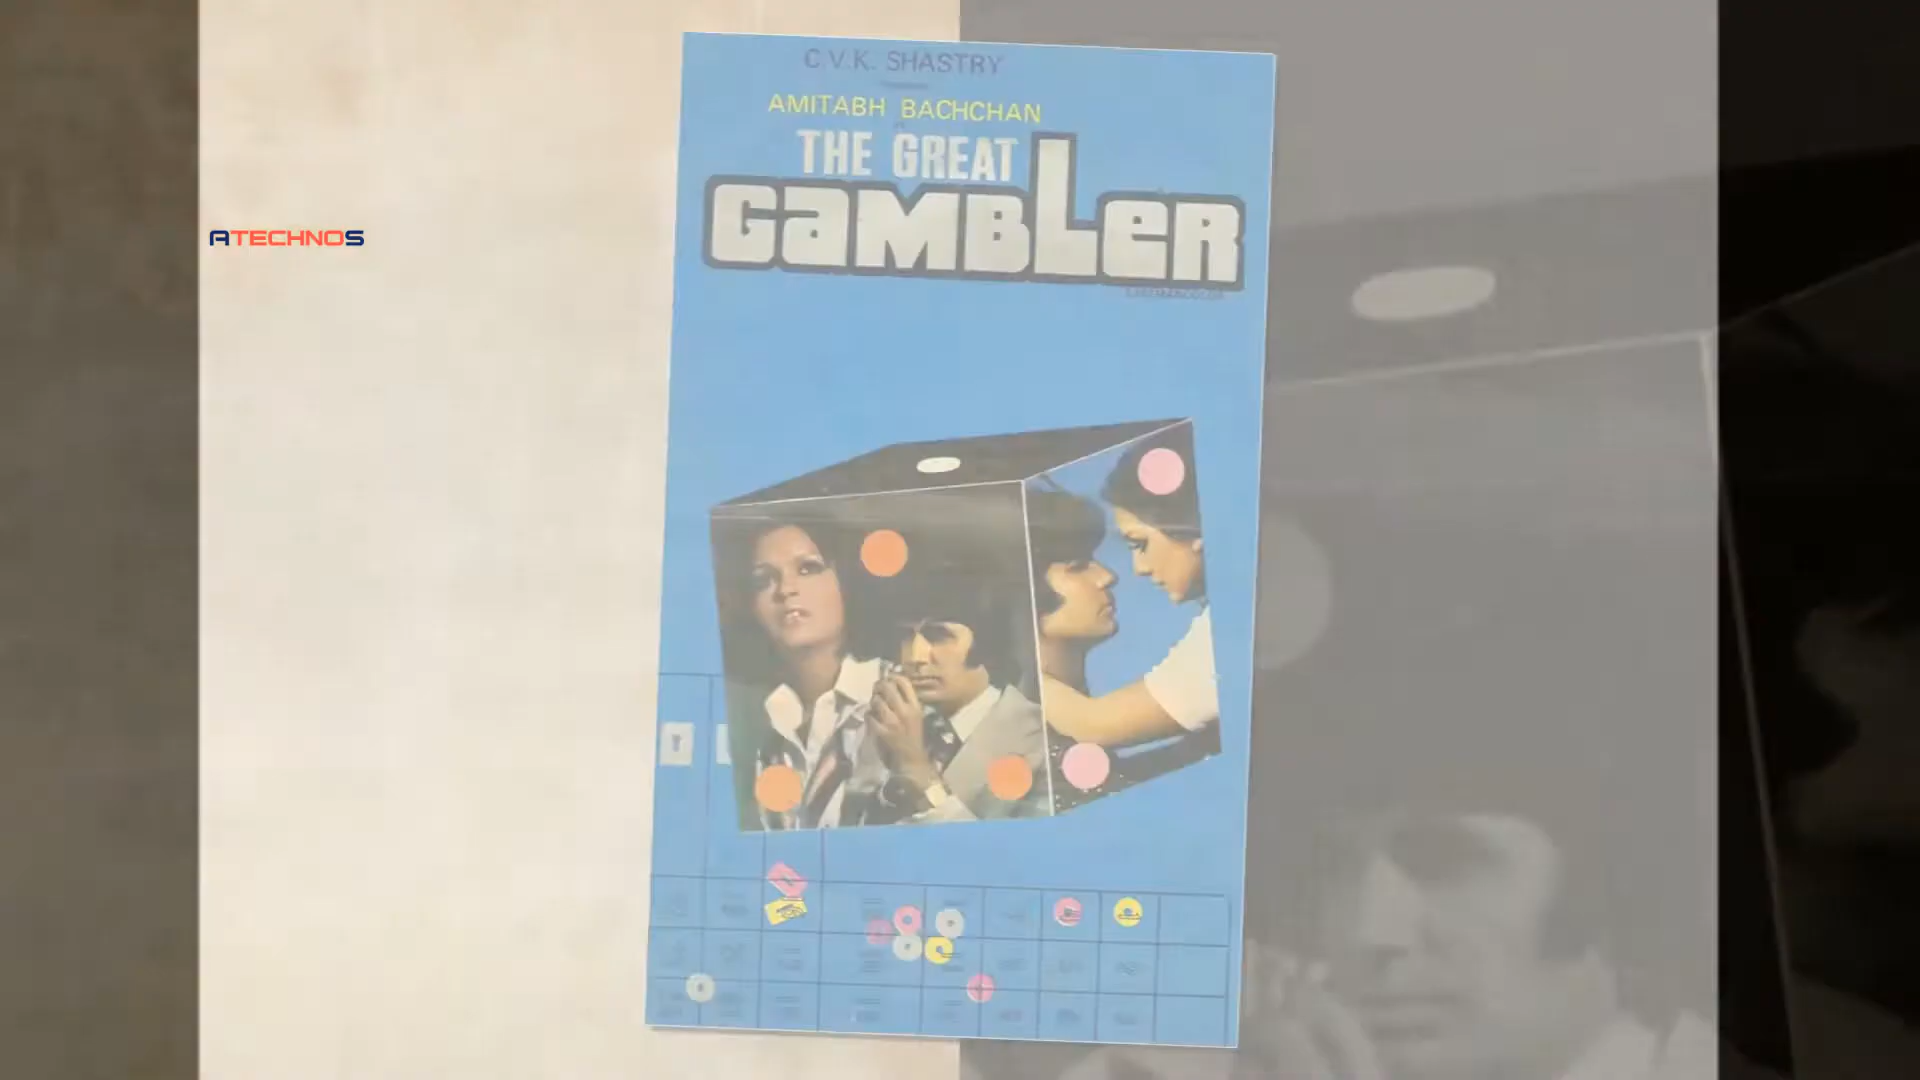 C.V.K. SHASTRY
AMITABH BACHCHAN
THE GREAT
GAMBLER
ATECHNOS